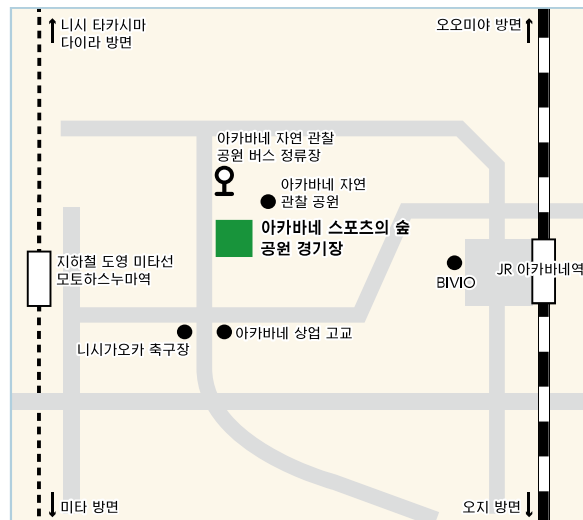 니시 타카시마
다이라 방면
오오미야 방면
아카바네 자연 관찰
공원 버스 정류장
아카바네 자연
관찰 공원
아카바네 스포츠의 숲
공원 경기장
지하철 도영 미타선
모토하스누마역
BIVIO
JR 아카바네역
니시가오카 축구장
아카바네 상업 고교
미타 방면
오지 방면